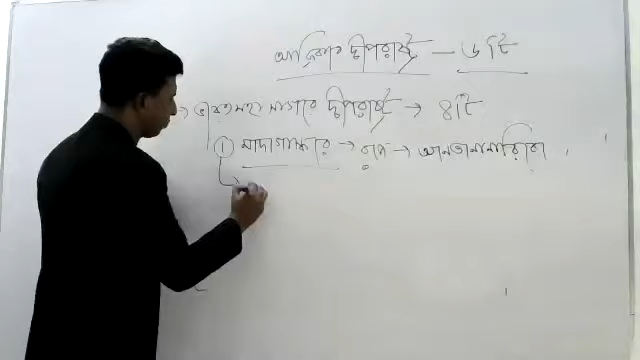 আফ্রিকার দ্বীপরাষ্ট্র — ৬টি
→ ভারত মহা সাগরে দ্বীপরাষ্ট্র → ৪টি
① মাদাগাস্কার → → আনতানানারিভো